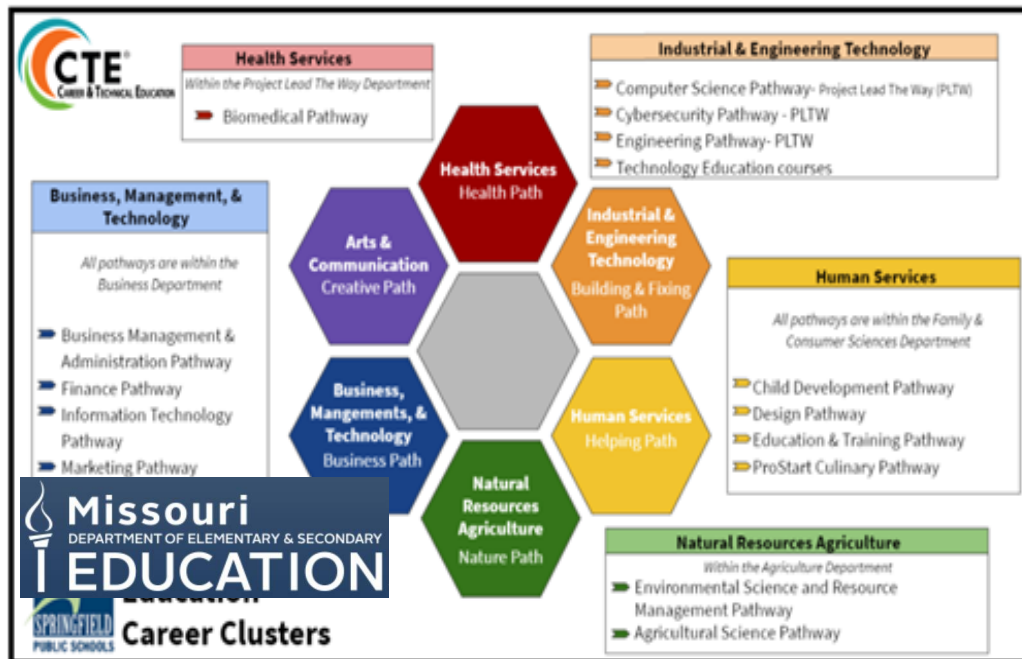 CTE®
CAREER & TECHNICAL EDUCATION
Health Services
Within the Project Lead The Way Department
Biomedical Pathway
Industrial & Engineering Technology
Computer Science Pathway- Project Lead The Way (PLTW)
Cybersecurity Pathway - PLTW
Engineering Pathway- PLTW
Technology Education courses
Health Services
Health Path
Business, Management, &
Technology
All pathways are within the
Business Department
Business Management &
Administration Pathway
Finance Pathway
Information Technology
Pathway
Marketing Pathway
Arts &
Communication
Creative Path
Industrial &
Engineering
Technology
Building & Fixing
Path
Human Services
All pathways are within the Family &
Consumer Sciences Department
Child Development Pathway
Design Pathway
Education & Training Pathway
ProStart Culinary Pathway
Business,
Mangements, &
Technology
Business Path
Human Services
Helping Path
Natural
Resources
Agriculture
Nature Path
Missouri
DEPARTMENT OF ELEMENTARY & SECONDARY
EDUCATION
Natural Resources Agriculture
Within the Agriculture Department
Environmental Science and Resource
Management Pathway
Agricultural Science Pathway
SPRINGFIELD
PUBLIC SCHOOLS
Education
Career Clusters